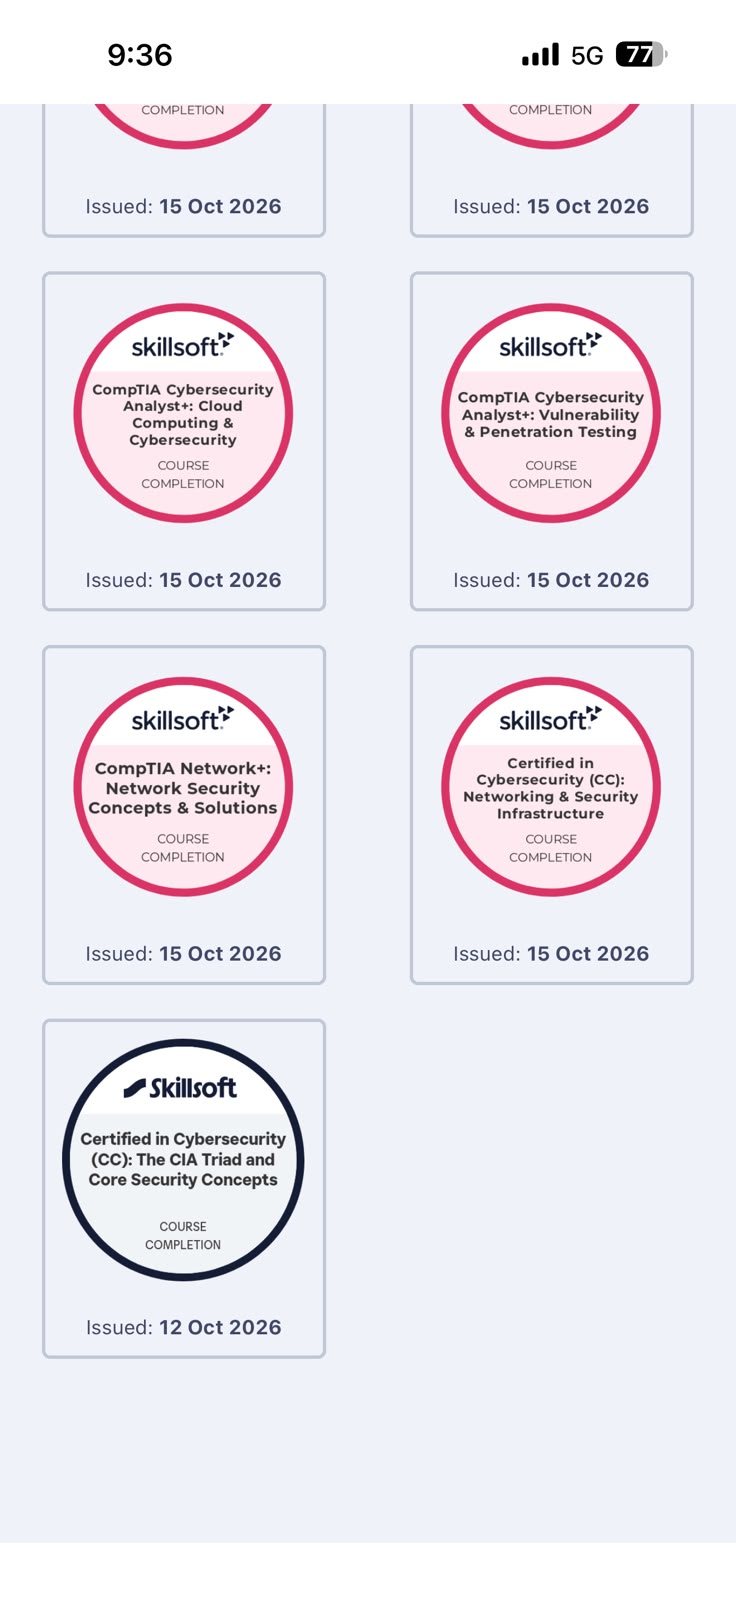 9:36
5G
77
COMPLETION
COMPLETION
Issued: 15 Oct 2026
Issued: 15 Oct 2026
skillsoft
CompTIA Cybersecurity
Analyst+: Cloud
Computing &
Cybersecurity
COURSE
COMPLETION
Issued: 15 Oct 2026
skillsoft
CompTIA Cybersecurity
Analyst+: Vulnerability
& Penetration Testing
COURSE
COMPLETION
Issued: 15 Oct 2026
skillsoft
CompTIA Network+:
Network Security
Concepts & Solutions
COURSE
COMPLETION
Issued: 15 Oct 2026
skillsoft
Certified in
Cybersecurity (CC):
Networking & Security
Infrastructure
COURSE
COMPLETION
Issued: 15 Oct 2026
Skillsoft
Certified in Cybersecurity
(CC): The CIA Triad and
Core Security Concepts
COURSE
COMPLETION
Issued: 12 Oct 2026